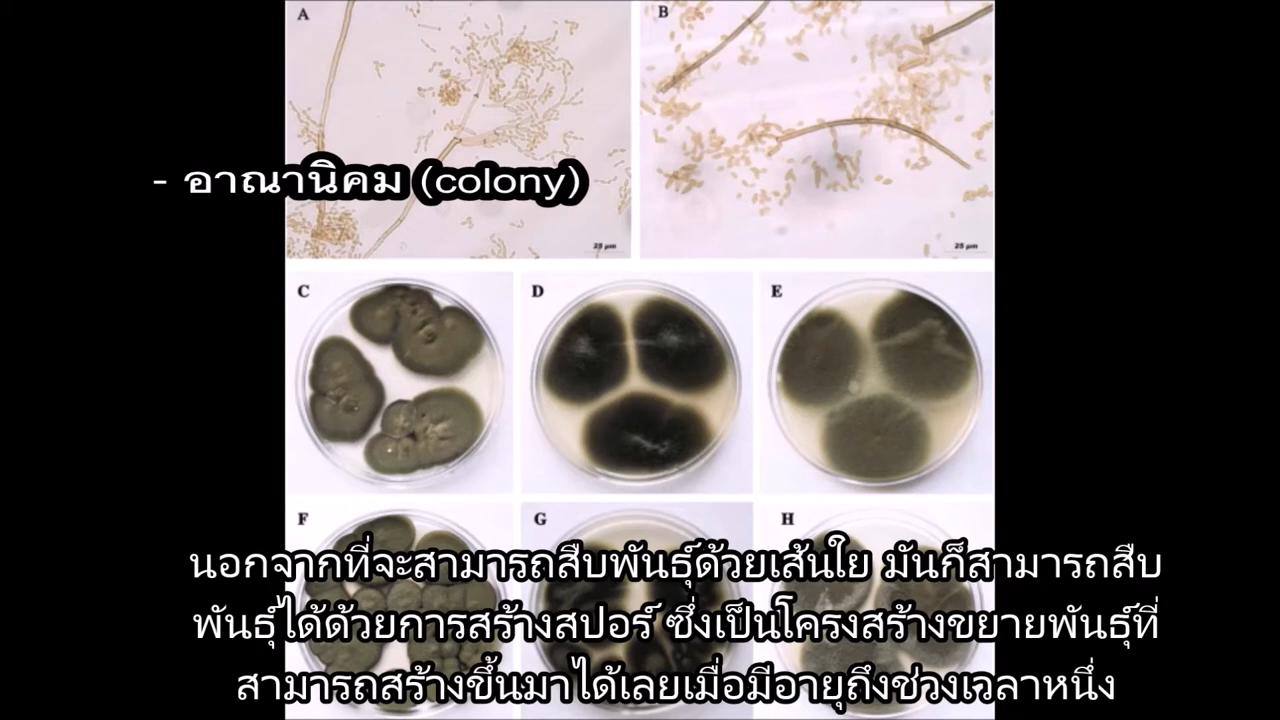 A
B
- อาณานิคม (colony)
25 µm
25 µm
C
D
E
F
G
H
นอกจากที่จะสามารถสืบพันธุ์ด้วยเส้นใย มันก็สามารถสืบ
พันธุ์ได้ด้วยการสร้างสปอร์ ซึ่งเป็นโครงสร้างขยายพันธุ์ที่
สามารถสร้างขึ้นมาได้เลยเมื่อมีอายุถึงช่วงเวลาหนึ่ง